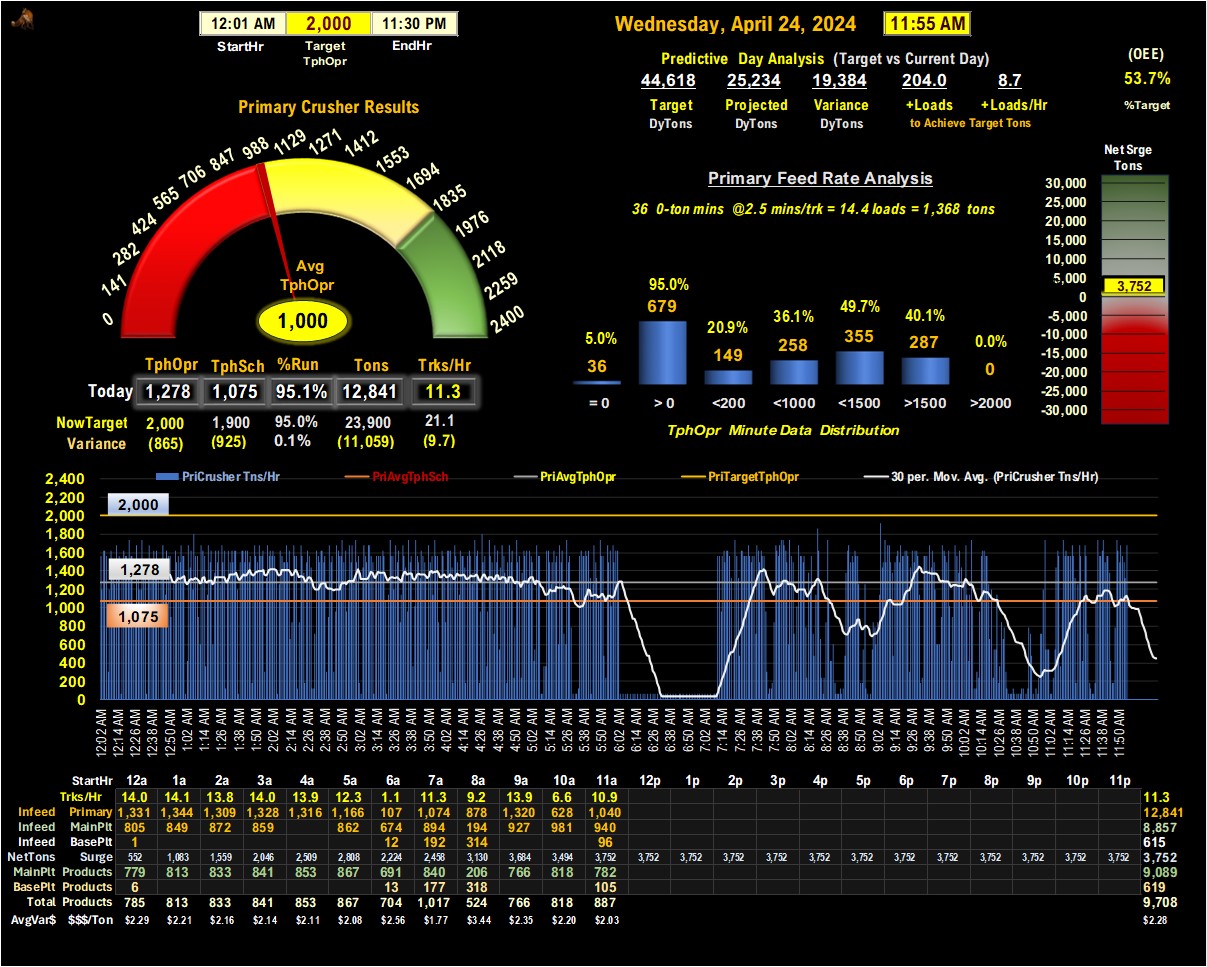 12:01 AM 2,000 11:30 PM
StartHr Target TphOpr EndHr
Wednesday, April 24, 2024 11:55 AM
Predictive Day Analysis (Target vs Current Day)
44,618 25,234 19,384 204.0 8.7
Target Projected Variance +Loads +Loads/Hr
DyTons DyTons DyTons to Achieve Target Tons
(OEE)
53.7%
%Target
Primary Crusher Results
0 141 282 424 565 706 847 988 1129 1271 1412 1553 1694 1835 1976 2118 2259 2400
Avg
TphOpr
1,000
TphOpr TphSch %Run Tons Trks/Hr
Today 1,278 1,075 95.1% 12,841 11.3
NowTarget 2,000 1,900 95.0% 23,900 21.1
Variance (865) (925) 0.1% (11,059) (9.7)
Primary Feed Rate Analysis
36 0-ton mins @2.5 mins/trk = 14.4 loads = 1,368 tons
5.0% 95.0% 20.9% 36.1% 49.7% 40.1% 0.0%
36 679 149 258 355 287 0
= 0 > 0 <200 <1000 <1500 >1500 >2000
TphOpr Minute Data Distribution
Net Srge
Tons
30,000
25,000
20,000
15,000
10,000
5,000
3,752
0
-5,000
-10,000
-15,000
-20,000
-25,000
-30,000
PriCrusher Tns/Hr PriAvgTphSch PriAvgTphOpr PriTargetTphOpr 30 per. Mov. Avg. (PriCrusher Tns/Hr)
2,400
2,200
2,000
1,800
1,600
1,400
1,200
1,000
800
600
400
200
0
2,000
1,278
1,075
12:02 AM 12:14 AM 12:26 AM 12:38 AM 12:50 AM 1:02 AM 1:14 AM 1:26 AM 1:38 AM 1:50 AM 2:02 AM 2:14 AM 2:26 AM 2:38 AM 2:50 AM 3:02 AM 3:14 AM 3:26 AM 3:38 AM 3:50 AM 4:02 AM 4:14 AM 4:26 AM 4:38 AM 4:50 AM 5:02 AM 5:14 AM 5:26 AM 5:38 AM 5:50 AM 6:02 AM 6:14 AM 6:26 AM 6:38 AM 6:50 AM 7:02 AM 7:14 AM 7:26 AM 7:38 AM 7:50 AM 8:02 AM 8:14 AM 8:26 AM 8:38 AM 8:50 AM 9:02 AM 9:14 AM 9:26 AM 9:38 AM 9:50 AM 10:02 AM 10:14 AM 10:26 AM 10:38 AM 10:50 AM 11:02 AM 11:14 AM 11:26 AM 11:38 AM 11:50 AM
StartHr 12a 1a 2a 3a 4a 5a 6a 7a 8a 9a 10a 11a 12p 1p 2p 3p 4p 5p 6p 7p 8p 9p 10p 11p
Trks/Hr 14.0 14.1 13.8 14.0 13.9 12.3 1.1 11.3 9.2 13.9 6.6 10.9 11.3
Infeed Primary 1,331 1,344 1,309 1,328 1,316 1,166 107 1,074 878 1,320 628 1,040 12,841
Infeed MainPlt 805 849 872 859 862 674 894 194 927 981 940 8,857
Infeed BasePlt 1 12 192 314 96 615
NetTons Surge 552 1,083 1,559 2,046 2,509 2,808 2,224 2,458 3,130 3,684 3,494 3,752 3,752 3,752 3,752 3,752 3,752 3,752 3,752 3,752 3,752 3,752 3,752 3,752 3,752
MainPlt Products 779 813 833 841 853 867 691 840 206 766 818 782 9,089
BasePlt Products 6 13 177 318 105 619
Total Products 785 813 833 841 853 867 704 1,017 524 766 818 887 9,708
AvgVar$ $$$/Ton $2.29 $2.21 $2.16 $2.14 $2.11 $2.08 $2.56 $1.77 $3.44 $2.35 $2.20 $2.03 $2.28